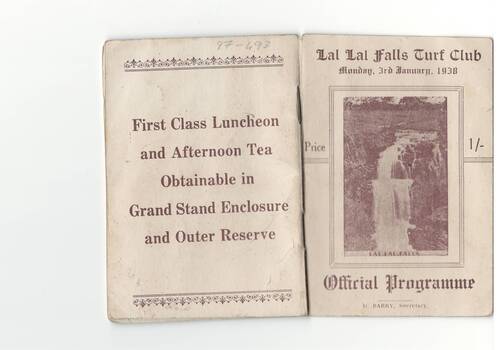 97-493
First Class Luncheon
and Afternoon Tea
Obtainable in
Grand Stand Enclosure
and Outer Reserve
Lal Lal Falls Turf Club
Monday, 3rd January, 1938
Price 1/-
LAL LAL FALLS
Official Programme
BARRY, Secretary.